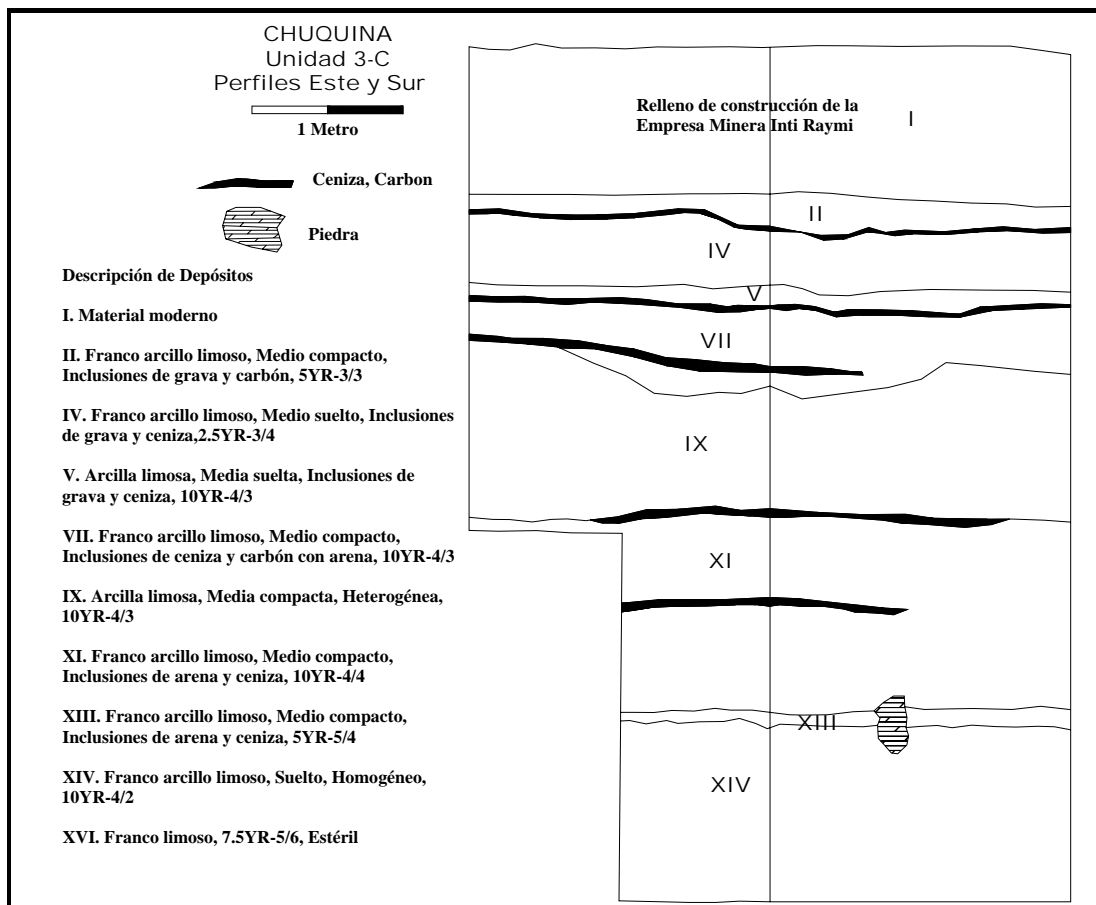 CHUQUINA
Unidad 3-C
Perfiles Este y Sur
1 Metro
Ceniza, Carbon
Piedra
Descripción de Depósitos
I. Material moderno
II. Franco arcillo limoso, Medio compacto,
Inclusiones de grava y carbón, 5YR-3/3
IV. Franco arcillo limoso, Medio suelto, Inclusiones
de grava y ceniza,2.5YR-3/4
V. Arcilla limosa, Media suelta, Inclusiones de
grava y ceniza, 10YR-4/3
VII. Franco arcillo limoso, Medio compacto,
Inclusiones de ceniza y carbón con arena, 10YR-4/3
IX. Arcilla limosa, Media compacta, Heterogénea,
10YR-4/3
XI. Franco arcillo limoso, Medio compacto,
Inclusiones de arena y ceniza, 10YR-4/4
XIII. Franco arcillo limoso, Medio compacto,
Inclusiones de arena y ceniza, 5YR-5/4
XIV. Franco arcillo limoso, Suelto, Homogéneo,
10YR-4/2
XVI. Franco limoso, 7.5YR-5/6, Estéril
Relleno de construcción de la
Empresa Minera Inti Raymi
I
II
IV
V
VII
IX
XI
XIII
XIV